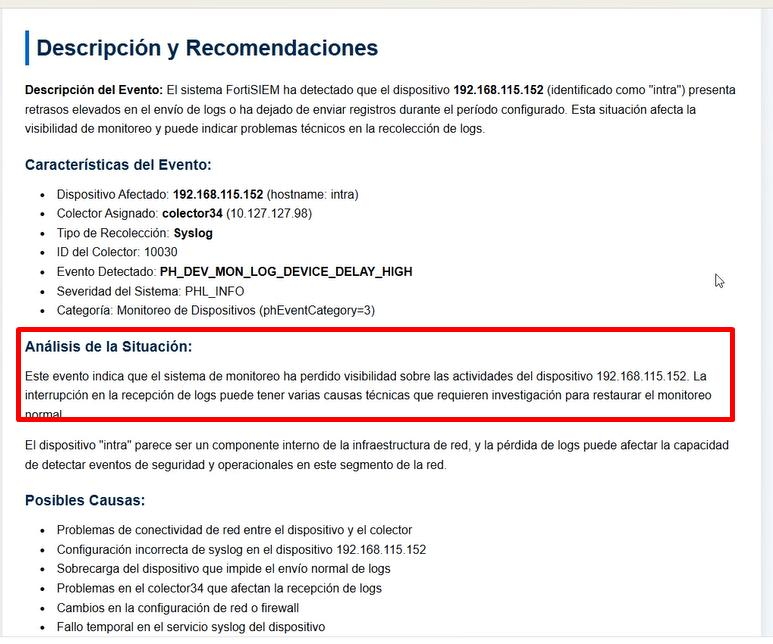 Descripción y Recomendaciones
Descripción del Evento: El sistema FortiSIEM ha detectado que el dispositivo 192.168.115.152 (identificado como "intra") presenta
retrasos elevados en el envío de logs o ha dejado de enviar registros durante el período configurado. Esta situación afecta la
visibilidad de monitoreo y puede indicar problemas técnicos en la recolección de logs.
Características del Evento:
• Dispositivo Afectado: 192.168.115.152 (hostname: intra)
• Colector Asignado: colector34 (10.127.127.98)
• Tipo de Recolección: Syslog
• ID del Colector: 10030
• Evento Detectado: PH_DEV_MON_LOG_DEVICE_DELAY_HIGH
• Severidad del Sistema: PHL_INFO
• Categoría: Monitoreo de Dispositivos (phEventCategory=3)
Análisis de la Situación:
Este evento indica que el sistema de monitoreo ha perdido visibilidad sobre las actividades del dispositivo 192.168.115.152. La
interrupción en la recepción de logs puede tener varias causas técnicas que requieren investigación para restaurar el monitoreo
normal.
El dispositivo "intra" parece ser un componente interno de la infraestructura de red, y la pérdida de logs puede afectar la capacidad
de detectar eventos de seguridad y operacionales en este segmento de la red.
Posibles Causas:
• Problemas de conectividad de red entre el dispositivo y el colector
• Configuración incorrecta de syslog en el dispositivo 192.168.115.152
• Sobrecarga del dispositivo que impide el envío normal de logs
• Problemas en el colector34 que afectan la recepción de logs
• Cambios en la configuración de red o firewall
• Fallo temporal en el servicio syslog del dispositivo